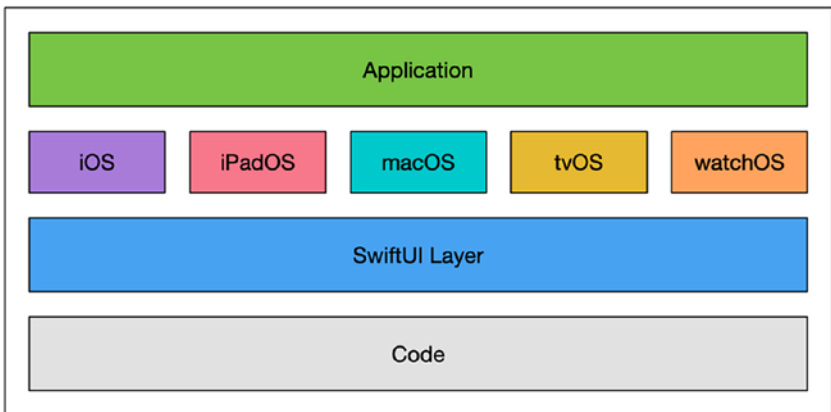 Application
iOS iPadOS macOS tvOS watchOS
SwiftUI Layer
Code